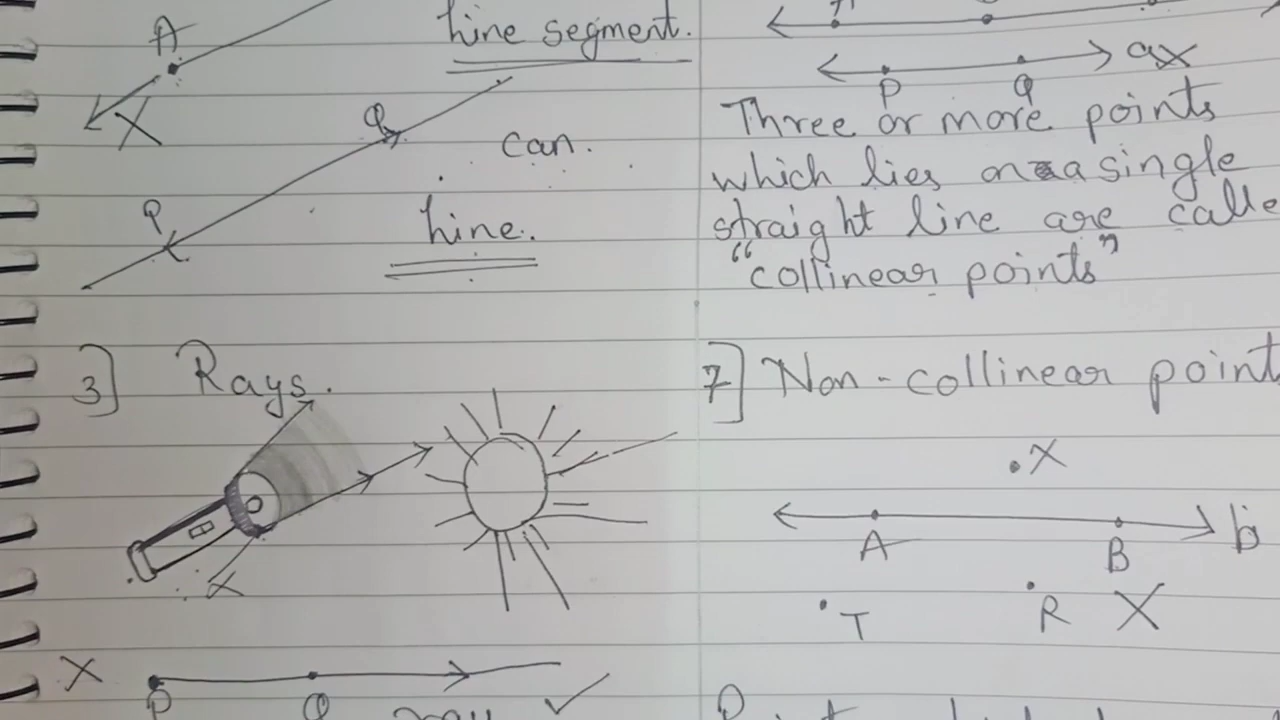 A
Line segment.
X
Q
can.
P
Line.
3] Rays.
X
P
Q
ray
P
Q
a X
Three or more points
which lies on a single
straight line are calle
"collinear points"
7] Non-collinear point
X
A
B
b
T
R
X